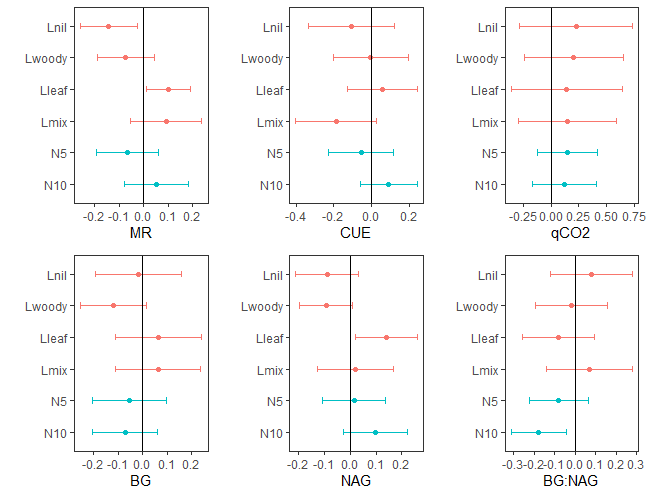 Lnil
Lwoody
Lleaf
Lmix
N5
N10
-0.2 -0.1 0.0 0.1 0.2
MR
Lnil
Lwoody
Lleaf
Lmix
N5
N10
-0.4 -0.2 0.0 0.2
CUE
Lnil
Lwoody
Lleaf
Lmix
N5
N10
-0.25 0.00 0.25 0.50 0.75
qCO2
Lnil
Lwoody
Lleaf
Lmix
N5
N10
-0.2 -0.1 0.0 0.1 0.2
BG
Lnil
Lwoody
Lleaf
Lmix
N5
N10
-0.2 -0.1 0.0 0.1 0.2
NAG
Lnil
Lwoody
Lleaf
Lmix
N5
N10
-0.3 -0.2 -0.1 0.0 0.1 0.2 0.3
BG:NAG